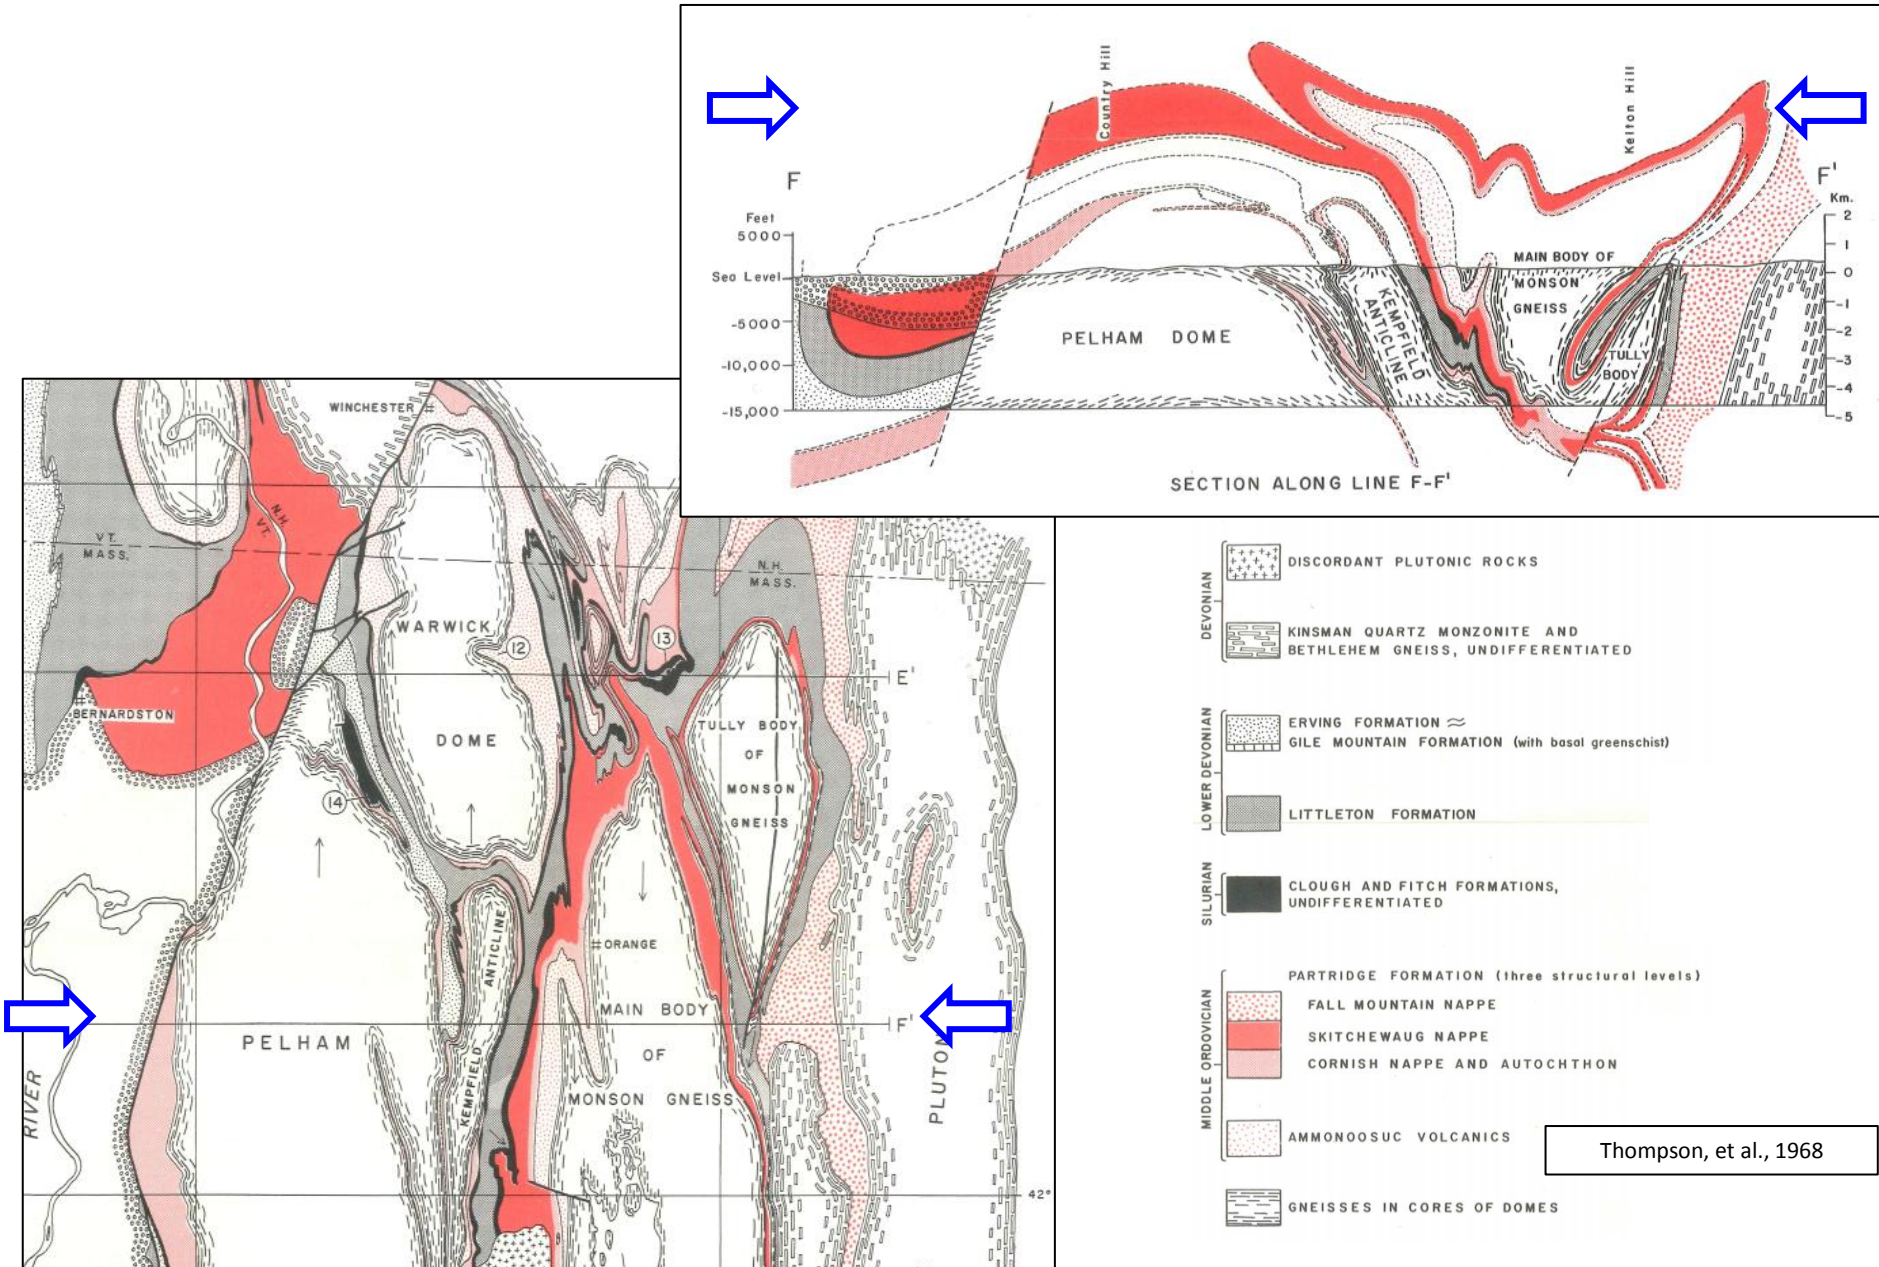 Country Hill
Kelton Hill
F
F'
Feet
5000
Sea Level
-5000
-10,000
-15,000
Km.
2
1
0
-1
-2
-3
-4
-5
MAIN BODY OF
MONSON
GNEISS
PELHAM DOME
KEMPFIELD
ANTICLINE
TULLY
BODY
SECTION ALONG LINE F-F'
WINCHESTER
N.H.
VT.
VT.
MASS.
N.H.
MASS.
WARWICK
12
13
E'
BERNARDSTON
TULLY BODY
OF
MONSON
GNEISS
DOME
14
ANTICLINE
ORANGE
MAIN BODY
F'
PELHAM
OF
KEMPFIELD
MONSON GNEISS
RIVER
PLUTON
42°
DEVONIAN
DISCORDANT PLUTONIC ROCKS
KINSMAN QUARTZ MONZONITE AND
BETHLEHEM GNEISS, UNDIFFERENTIATED
LOWER DEVONIAN
ERVING FORMATION ≈
GILE MOUNTAIN FORMATION (with basal greenschist)
LITTLETON FORMATION
SILURIAN
CLOUGH AND FITCH FORMATIONS,
UNDIFFERENTIATED
MIDDLE ORDOVICIAN
PARTRIDGE FORMATION (three structural levels)
FALL MOUNTAIN NAPPE
SKITCHEWAUG NAPPE
CORNISH NAPPE AND AUTOCHTHON
AMMONOOSUC VOLCANICS
Thompson, et al., 1968
GNEISSES IN CORES OF DOMES